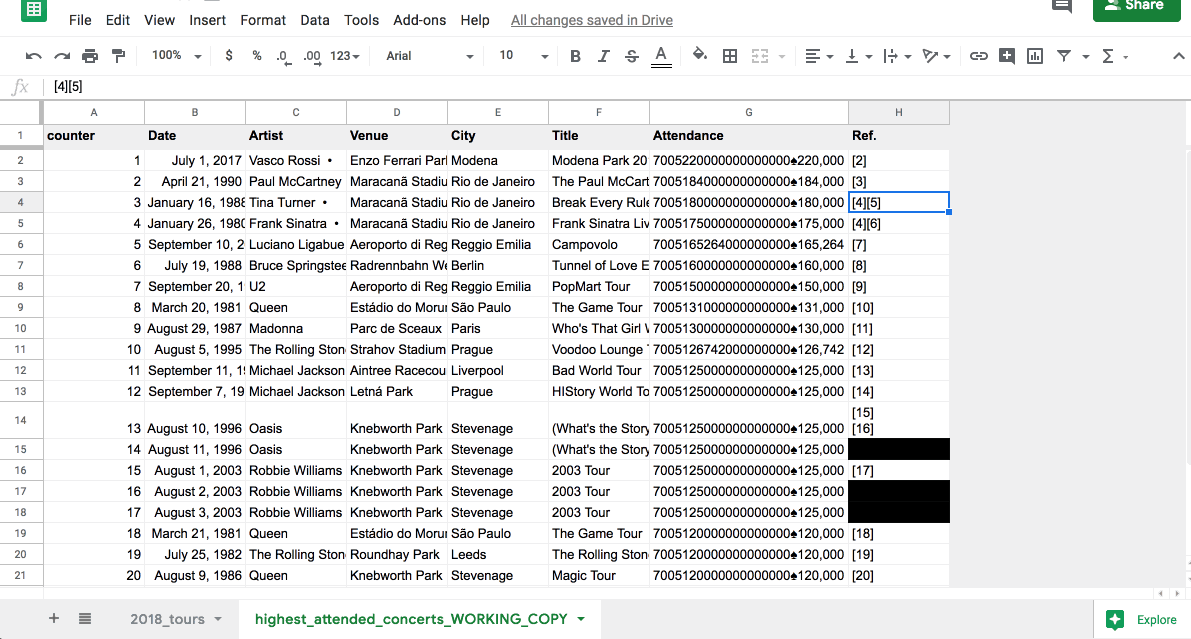 File Edit View Insert Format Data Tools Add-ons Help All changes saved in Drive Share
100% $ % .0 .00 123 Arial 10 B I S A Σ
fx [4][5]
A B C D E F G H
1 counter Date Artist Venue City Title Attendance Ref.
2 1 July 1, 2017 Vasco Rossi • Enzo Ferrari Parl Modena Modena Park 20 7005220000000000000♠220,000 [2]
3 2 April 21, 1990 Paul McCartney Maracanã Stadiu Rio de Janeiro The Paul McCart 7005184000000000000♠184,000 [3]
4 3 January 16, 1988 Tina Turner • Maracanã Stadiu Rio de Janeiro Break Every Rule 7005180000000000000♠180,000 [4][5]
5 4 January 26, 1980 Frank Sinatra • Maracanã Stadiu Rio de Janeiro Frank Sinatra Liv 7005175000000000000♠175,000 [4][6]
6 5 September 10, 2 Luciano Ligabue Aeroporto di Reg Reggio Emilia Campovolo 7005165264000000000♠165,264 [7]
7 6 July 19, 1988 Bruce Springstee Radrennbahn We Berlin Tunnel of Love E 7005160000000000000♠160,000 [8]
8 7 September 20, 1 U2 Aeroporto di Reg Reggio Emilia PopMart Tour 7005150000000000000♠150,000 [9]
9 8 March 20, 1981 Queen Estádio do Morur São Paulo The Game Tour 7005131000000000000♠131,000 [10]
10 9 August 29, 1987 Madonna Parc de Sceaux Paris Who's That Girl 7005130000000000000♠130,000 [11]
11 10 August 5, 1995 The Rolling Ston Strahov Stadium Prague Voodoo Lounge 7005126742000000000♠126,742 [12]
12 11 September 11, 1 Michael Jackson Aintree Racecou Liverpool Bad World Tour 7005125000000000000♠125,000 [13]
13 12 September 7, 19 Michael Jackson Letná Park Prague HIStory World To 7005125000000000000♠125,000 [14]
[15]
14 13 August 10, 1996 Oasis Knebworth Park Stevenage (What's the Story 7005125000000000000♠125,000 [16]
15 14 August 11, 1996 Oasis Knebworth Park Stevenage (What's the Story 7005125000000000000♠125,000
16 15 August 1, 2003 Robbie Williams Knebworth Park Stevenage 2003 Tour 7005125000000000000♠125,000 [17]
17 16 August 2, 2003 Robbie Williams Knebworth Park Stevenage 2003 Tour 7005125000000000000♠125,000
18 17 August 3, 2003 Robbie Williams Knebworth Park Stevenage 2003 Tour 7005125000000000000♠125,000
19 18 March 21, 1981 Queen Estádio do Morur São Paulo The Game Tour 7005120000000000000♠120,000 [18]
20 19 July 25, 1982 The Rolling Ston Roundhay Park Leeds The Rolling Ston 7005120000000000000♠120,000 [19]
21 20 August 9, 1986 Queen Knebworth Park Stevenage Magic Tour 7005120000000000000♠120,000 [20]
2018_tours highest_attended_concerts_WORKING_COPY Explore